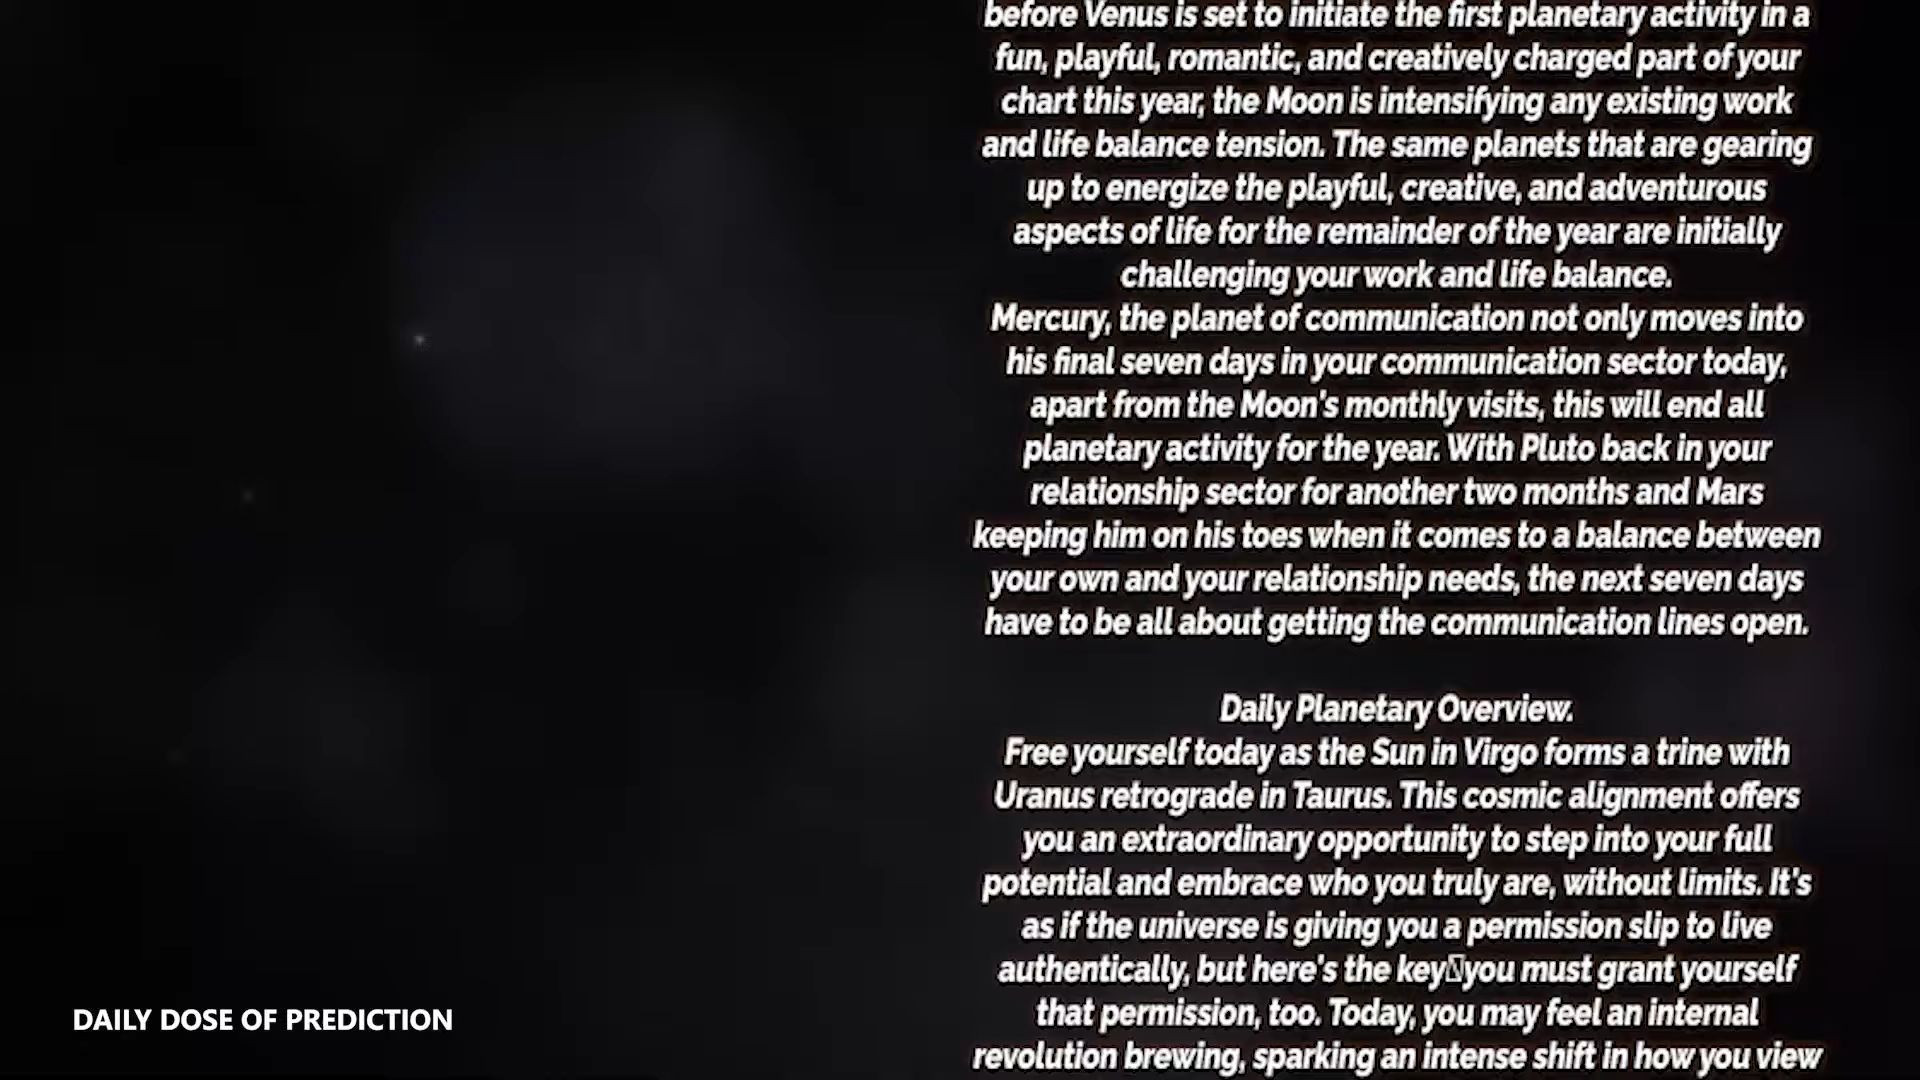 before Venus is set to initiate the first planetary activity in a
fun, playful, romantic, and creatively charged part of your
chart this year, the Moon is intensifying any existing work
and life balance tension. The same planets that are gearing
up to energize the playful, creative, and adventurous
aspects of life for the remainder of the year are initially
challenging your work and life balance.
Mercury, the planet of communication not only moves into
his final seven days in your communication sector today,
apart from the Moon's monthly visits, this will end all
planetary activity for the year. With Pluto back in your
relationship sector for another two months and Mars
keeping him on his toes when it comes to a balance between
your own and your relationship needs, the next seven days
have to be all about getting the communication lines open.
Daily Planetary Overview.
Free yourself today as the Sun in Virgo forms a trine with
Uranus retrograde in Taurus. This cosmic alignment offers
you an extraordinary opportunity to step into your full
potential and embrace who you truly are, without limits. It's
as if the universe is giving you a permission slip to live
authentically, but here's the key▯you must grant yourself
that permission, too. Today, you may feel an internal
revolution brewing, sparking an intense shift in how you view
DAILY DOSE OF PREDICTION